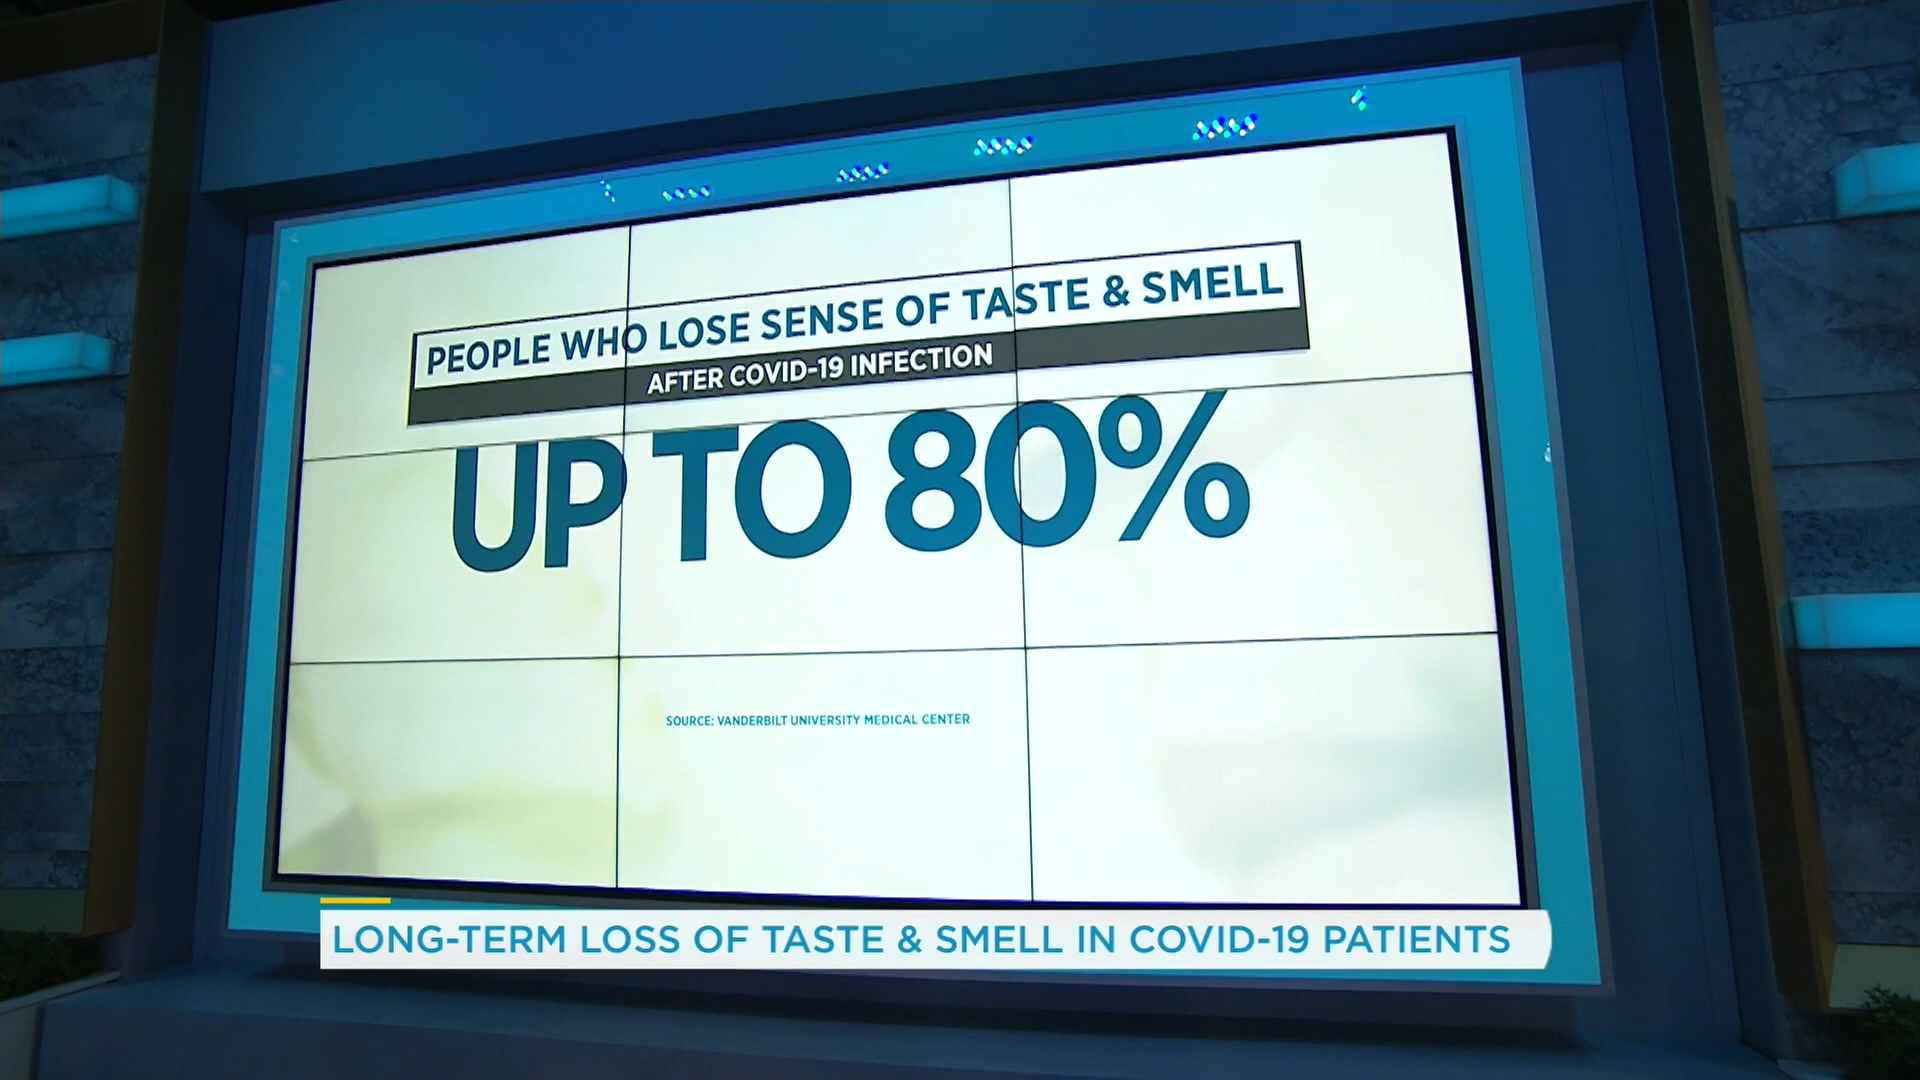 PEOPLE WHO LOSE SENSE OF TASTE & SMELL
AFTER COVID-19 INFECTION
UP TO 80%
SOURCE: VANDERBILT UNIVERSITY MEDICAL CENTER
LONG-TERM LOSS OF TASTE & SMELL IN COVID-19 PATIENTS